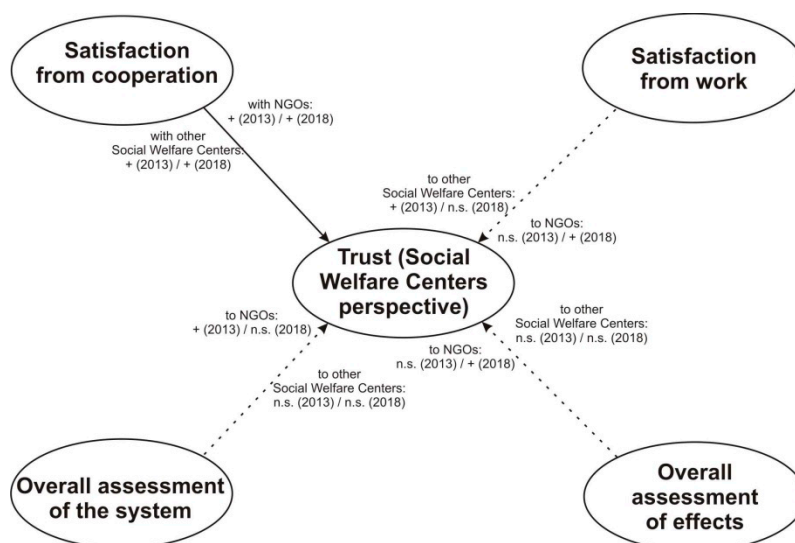 Satisfaction
from cooperation
Satisfaction
from work
with NGOs:
+ (2013) / + (2018)
with other
Social Welfare Centers:
+ (2013) / + (2018)
to other
Social Welfare Centers:
+ (2013) / n.s. (2018)
to NGOs:
n.s. (2013) / + (2018)
Trust (Social
Welfare Centers
perspective)
to NGOs:
+ (2013) / n.s. (2018)
to other
Social Welfare Centers:
n.s. (2013) / n.s. (2018)
to NGOs:
n.s. (2013) / + (2018)
to other
Social Welfare Centers:
n.s. (2013) / n.s. (2018)
Overall assessment
of the system
Overall
assessment
of effects